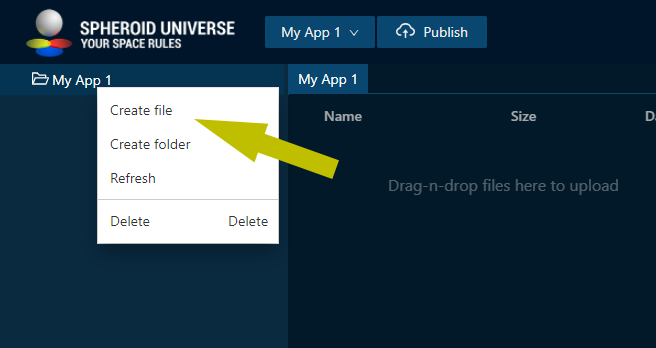 SPHEROID UNIVERSE
YOUR SPACE RULES
My App 1
Publish
My App 1
My App 1
Create file
Create folder
Refresh
Delete Delete
Name Size Da
Drag-n-drop files here to upload